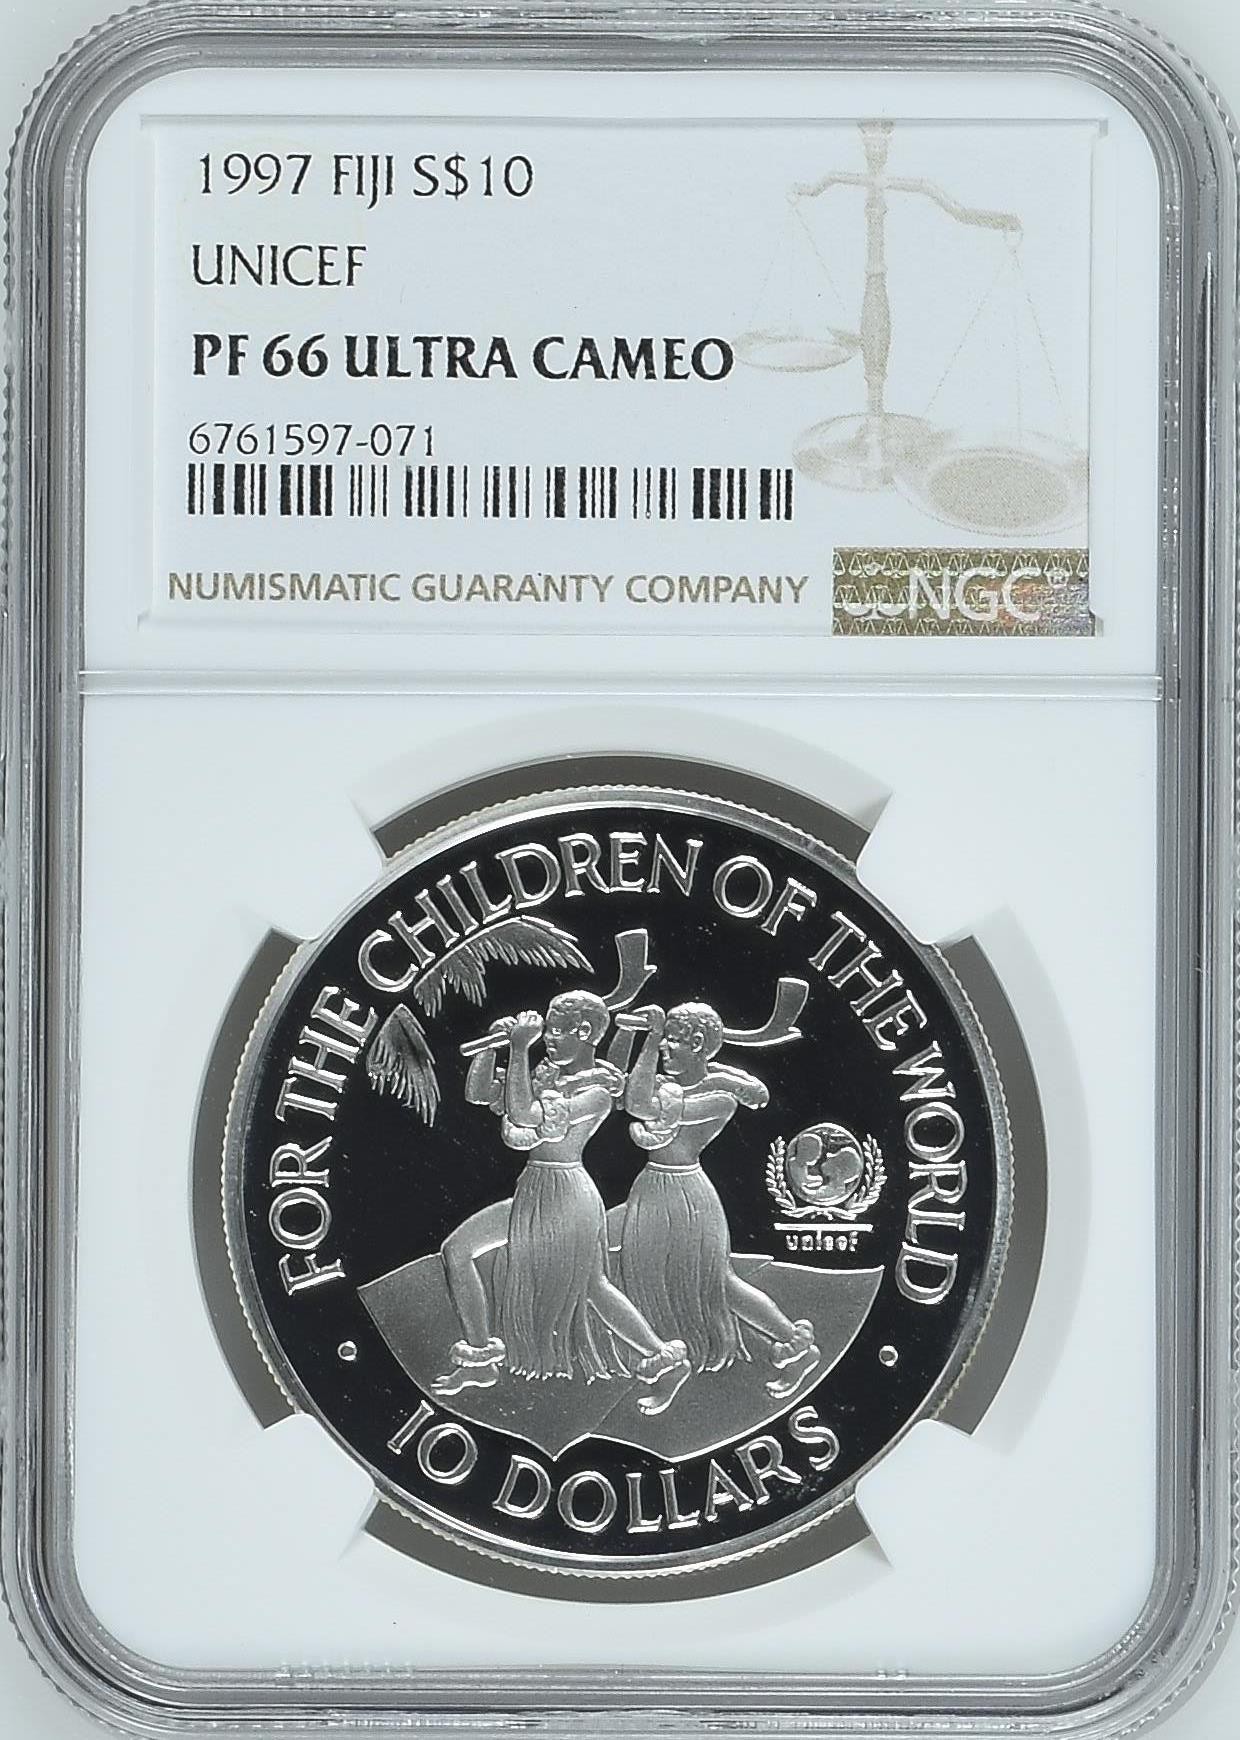 1997 FIJI S$10
UNICEF
PF 66 ULTRA CAMEO
6761597-071
NUMISMATIC GUARANTY COMPANY
NGC
FOR THE CHILDREN OF THE WORLD
unicef
10 DOLLARS